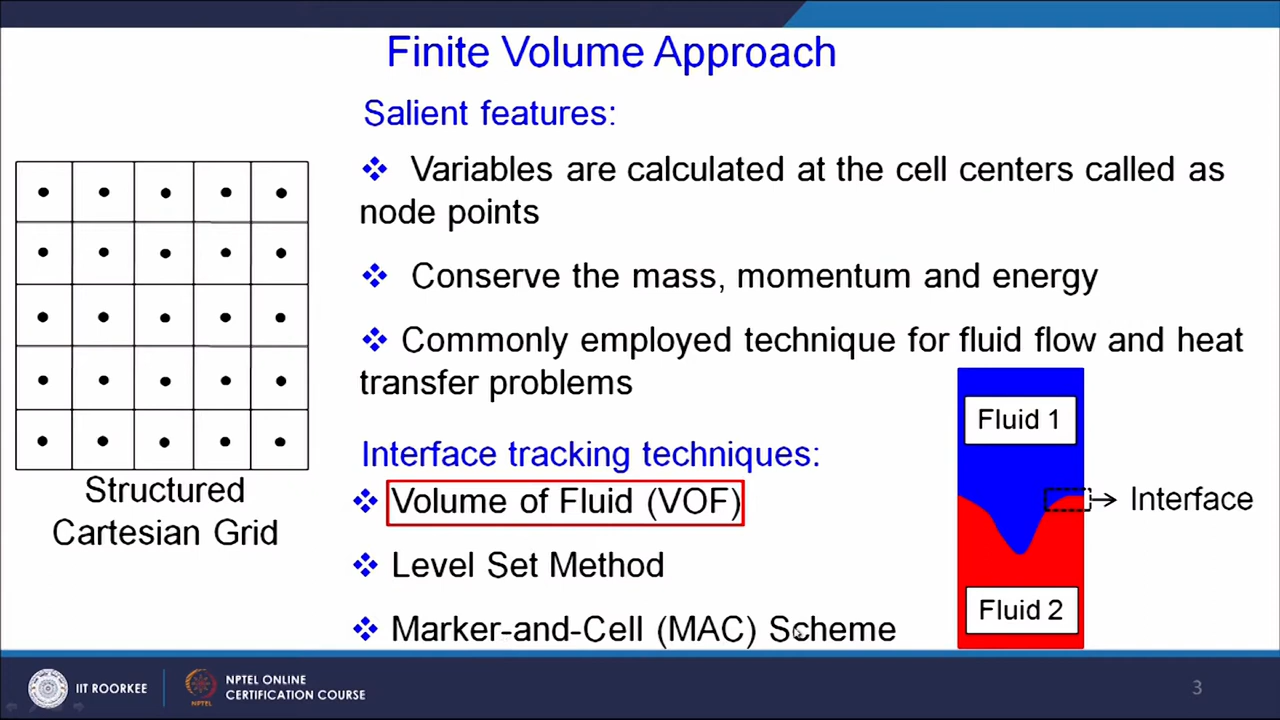 Finite Volume Approach
Salient features:
❖ Variables are calculated at the cell centers called as
node points
❖ Conserve the mass, momentum and energy
❖ Commonly employed technique for fluid flow and heat
transfer problems
Structured
Cartesian Grid
Interface tracking techniques:
❖ Volume of Fluid (VOF)
❖ Level Set Method
❖ Marker-and-Cell (MAC) Scheme
Fluid 1
Interface
Fluid 2
IIT ROORKEE
NPTEL
NPTEL ONLINE
CERTIFICATION COURSE
3